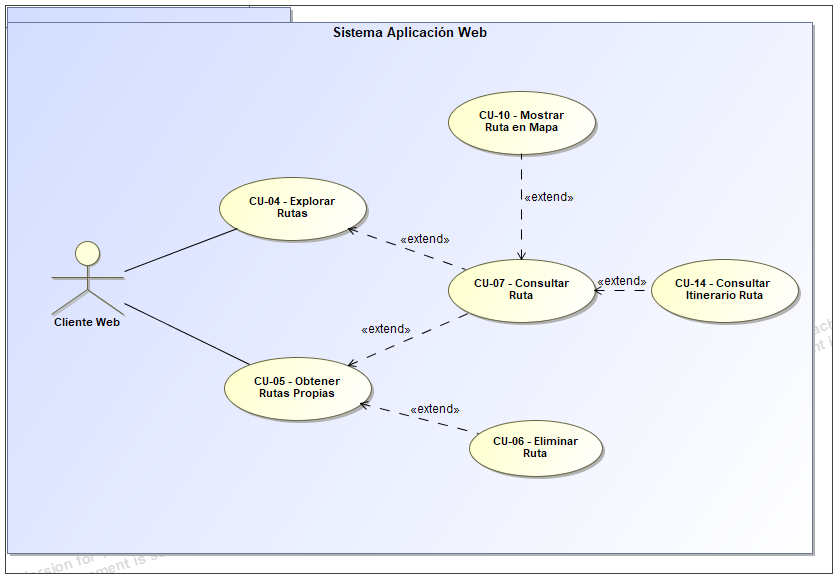 Sistema Aplicación Web
CU-10 - Mostrar
Ruta en Mapa
«extend»
CU-04 - Explorar
Rutas
«extend»
CU-07 - Consultar
Ruta
«extend»
CU-14 - Consultar
Itinerario Ruta
Cliente Web
«extend»
CU-05 - Obtener
Rutas Propias
«extend»
CU-06 - Eliminar
Ruta